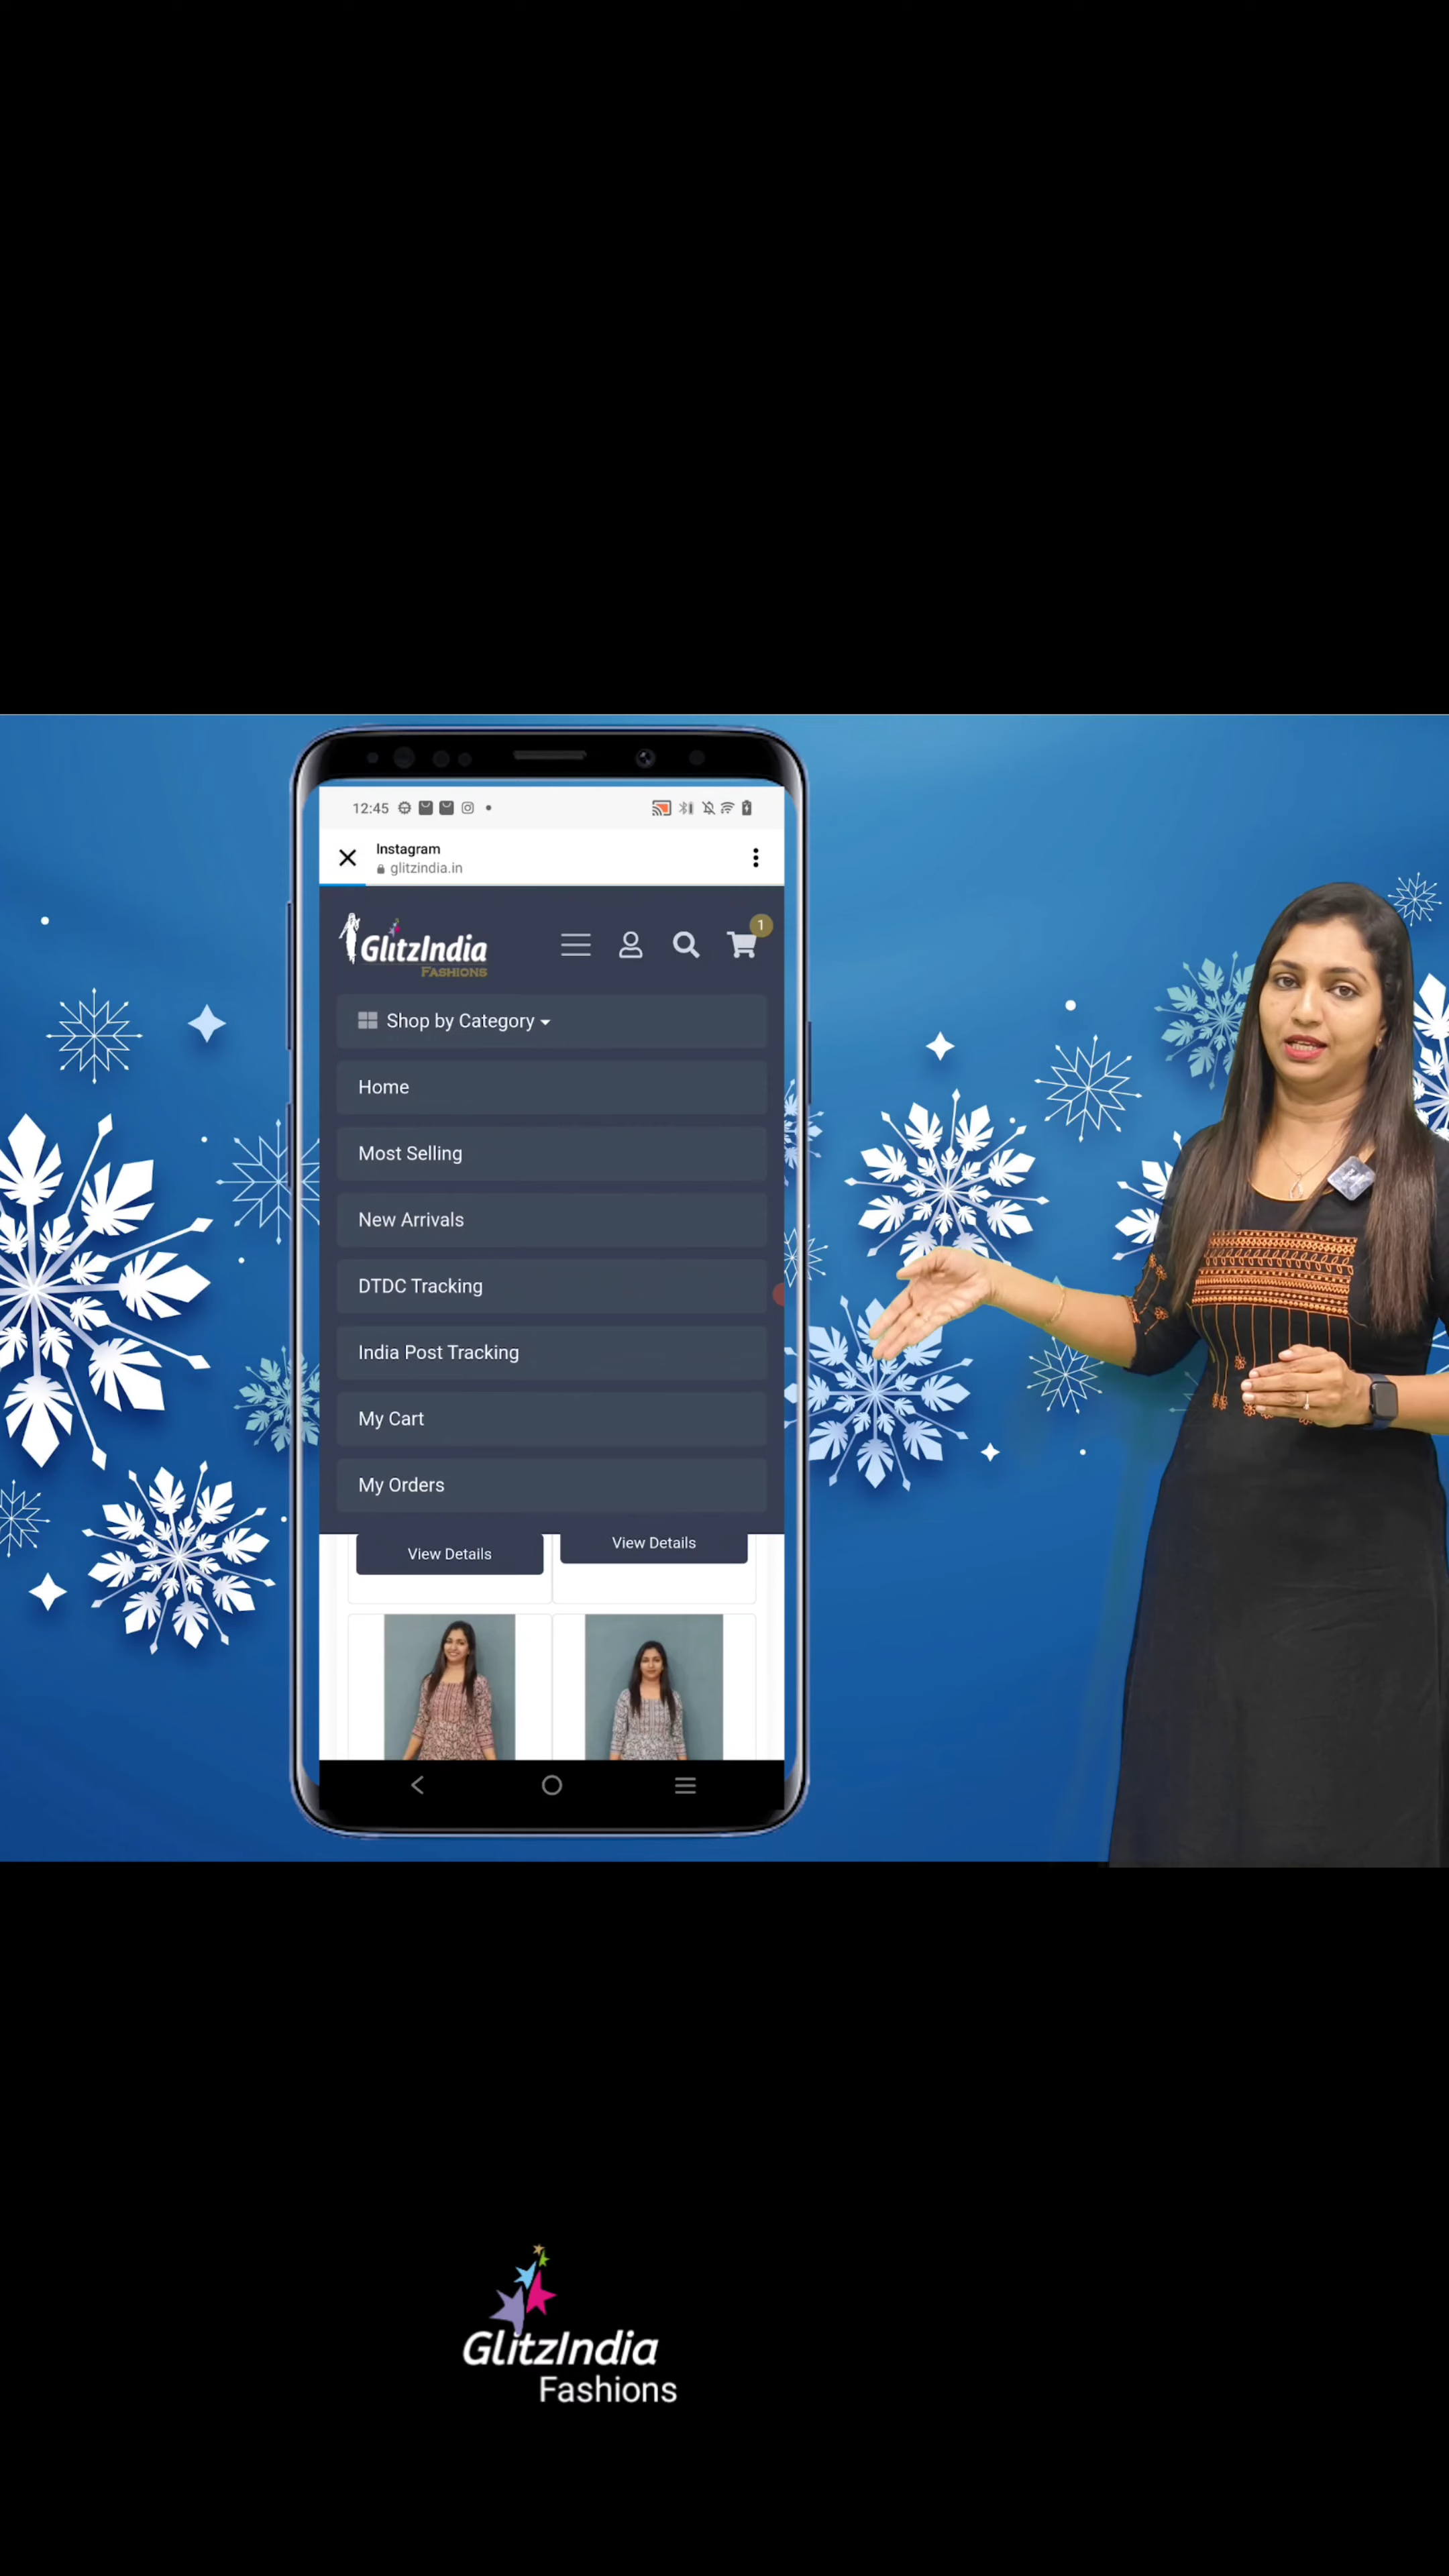 12:45
Instagram
glitzindia.in
GlitzIndia
FASHIONS
1
Shop by Category
Home
Most Selling
New Arrivals
DTDC Tracking
India Post Tracking
My Cart
My Orders
View Details
View Details
GlitzIndia
Fashions